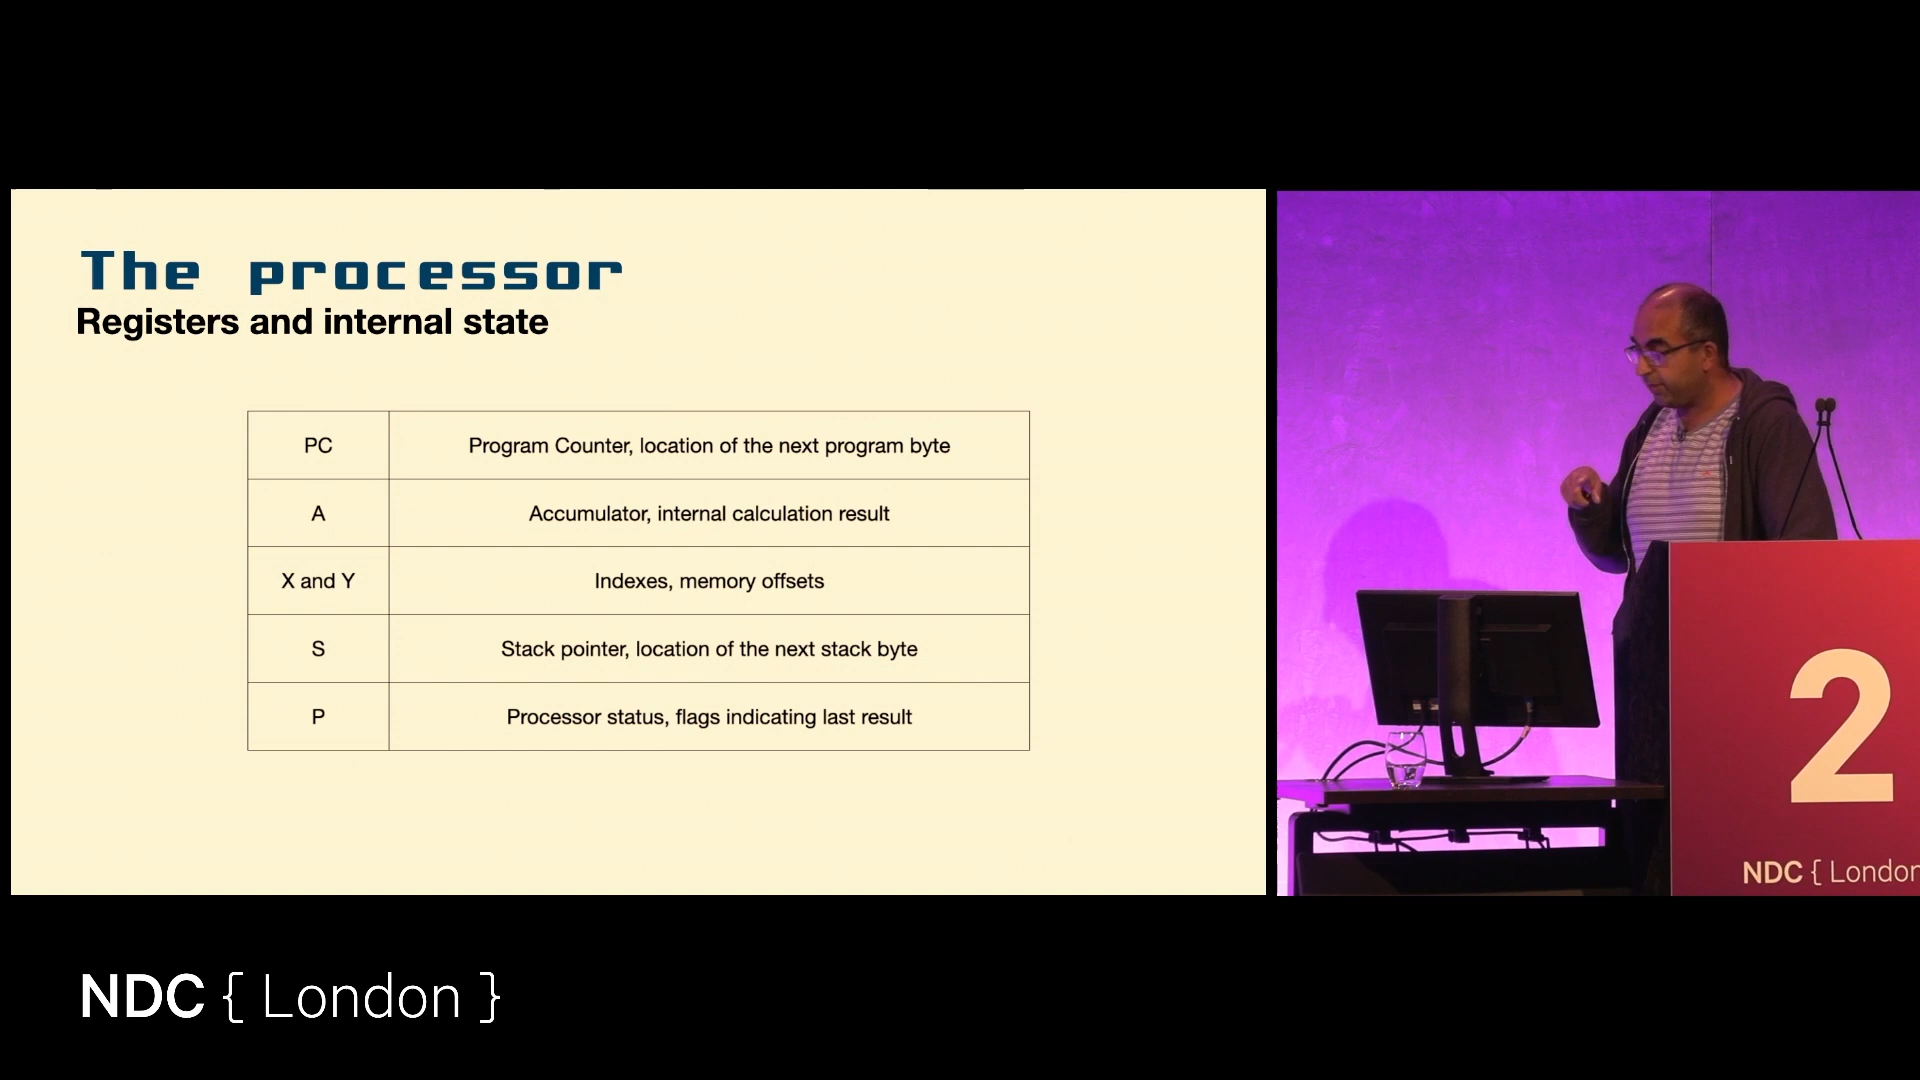 The processor
Registers and internal state
PC Program Counter, location of the next program byte
A Accumulator, internal calculation result
X and Y Indexes, memory offsets
S Stack pointer, location of the next stack byte
P Processor status, flags indicating last result
2
NDC { London
NDC { London }